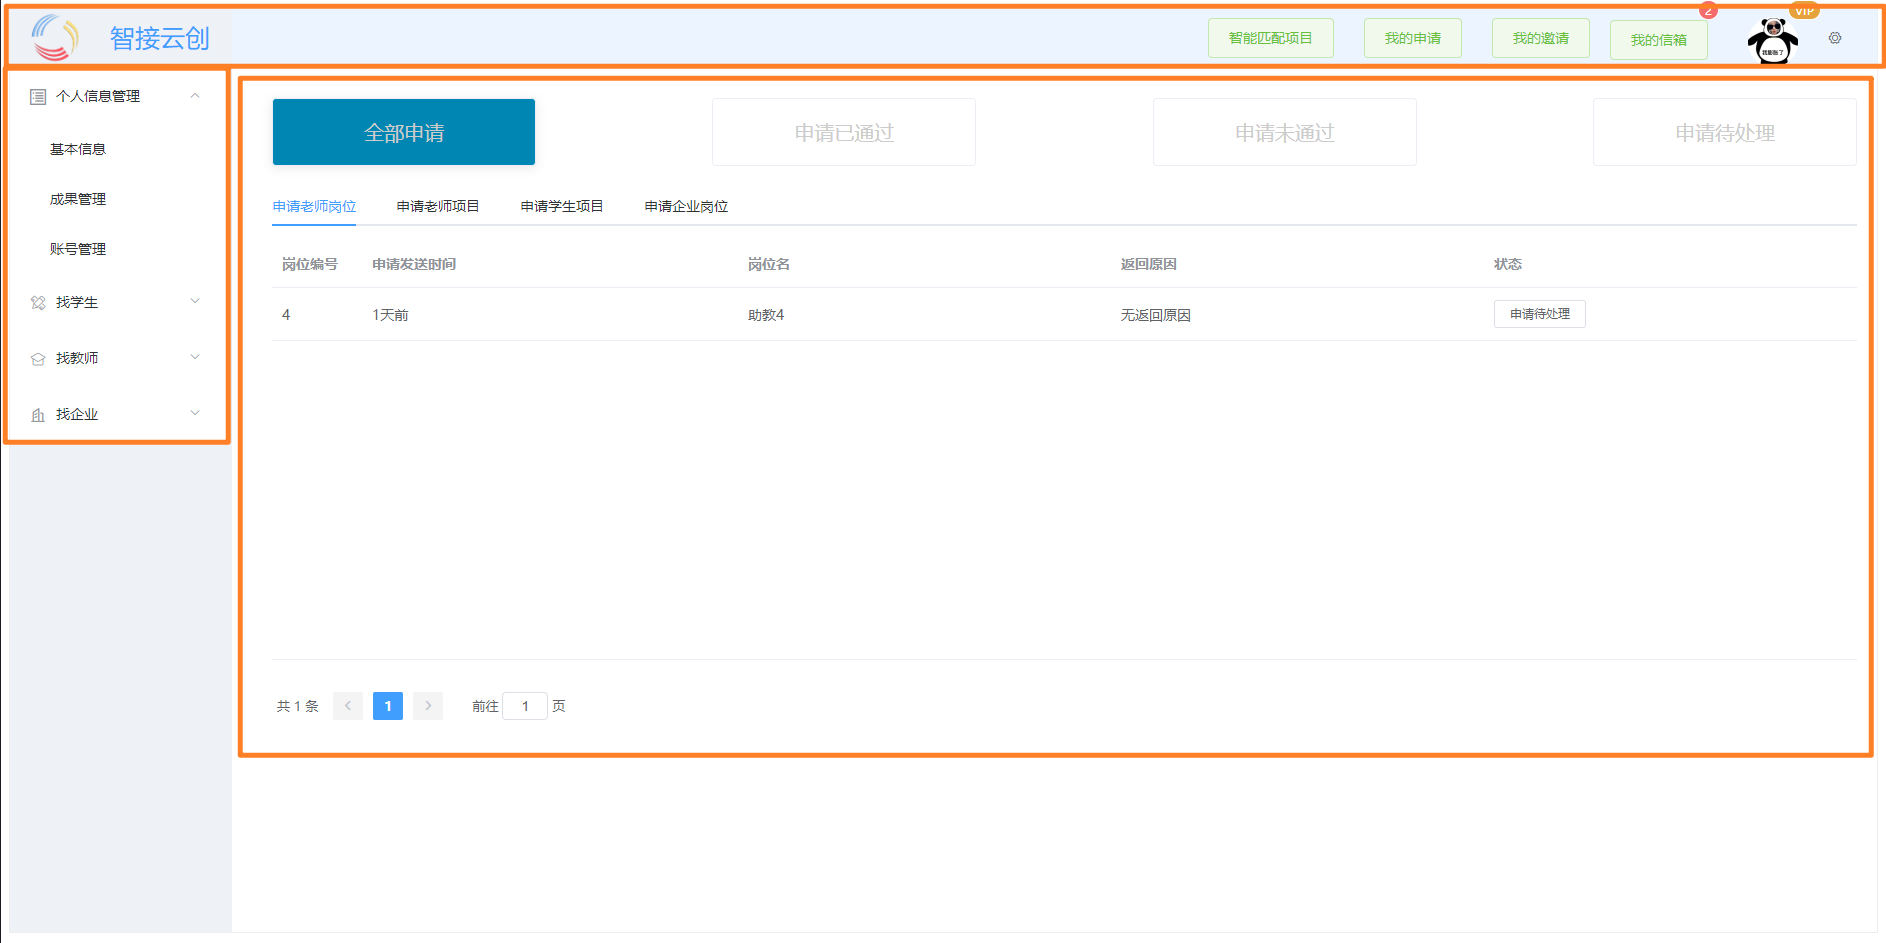 智接云创
智能匹配项目
我的申请
我的邀请
我的信箱
2
VIP
个人信息管理
基本信息
成果管理
账号管理
找学生
找教师
找企业
全部申请
申请已通过
申请未通过
申请待处理
申请老师岗位 申请老师项目 申请学生项目 申请企业岗位
岗位编号 申请发送时间 岗位名 返回原因 状态
4 1天前 助教4 无返回原因 申请待处理
共 1 条 1 前往 1 页